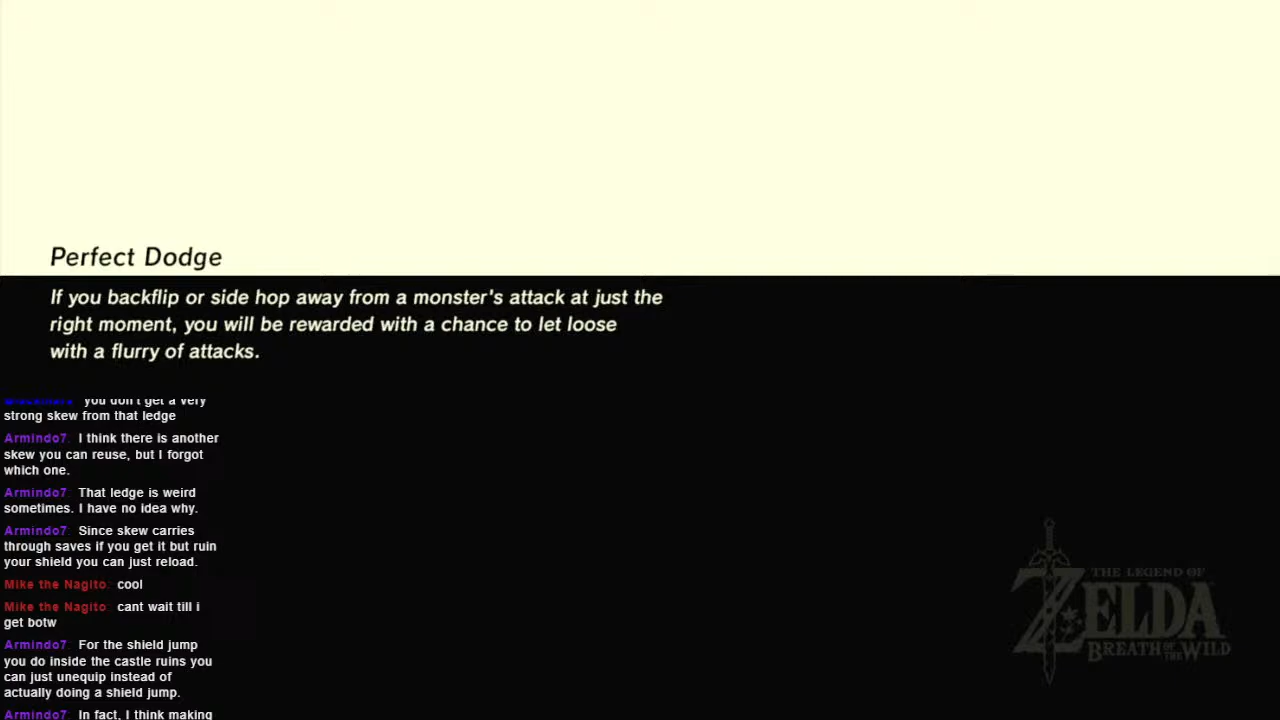 Perfect Dodge
If you backflip or side hop away from a monster's attack at just the
right moment, you will be rewarded with a chance to let loose
with a flurry of attacks.
you don't get a very
strong skew from that ledge
Armindo7: I think there is another
skew you can reuse, but I forgot
which one.
Armindo7: That ledge is weird
sometimes. I have no idea why.
Armindo7: Since skew carries
through saves if you get it but ruin
your shield you can just reload.
Mike the Nagito: cool
Mike the Nagito: cant wait till i
get botw
Armindo7: For the shield jump
you do inside the castle ruins you
can just unequip instead of
actually doing a shield jump.
Armindo7: In fact, I think making
THE LEGEND OF
ZELDA
BREATH OF THE WILD